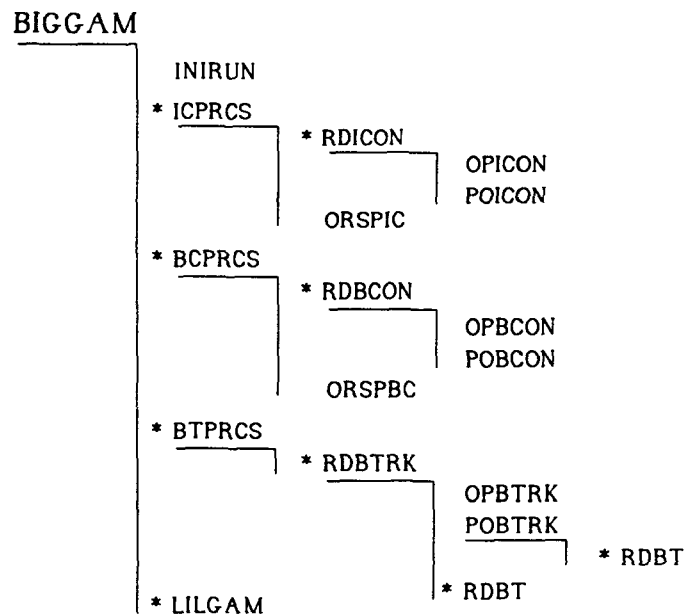 BIGGAM
INIRUN
* ICPRCS
* RDICON
OPICON
POICON
ORSPIC
* BCPRCS
* RDBCON
OPBCON
POBCON
ORSPBC
* BTPRCS
* RDBTRK
OPBTRK
POBTRK
* RDBT
* RDBT
* LILGAM